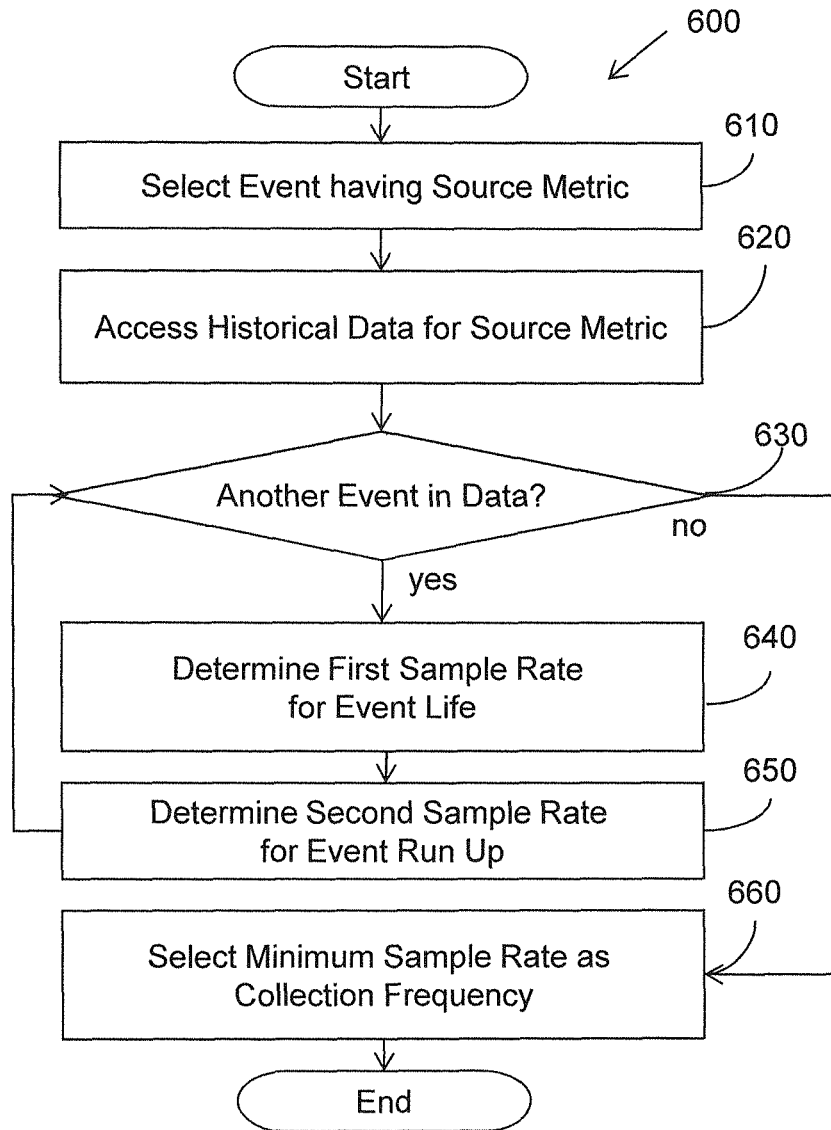 600
Start
610
Select Event having Source Metric
620
Access Historical Data for Source Metric
630
Another Event in Data?
no
yes
640
Determine First Sample Rate
for Event Life
650
Determine Second Sample Rate
for Event Run Up
660
Select Minimum Sample Rate as
Collection Frequency
End